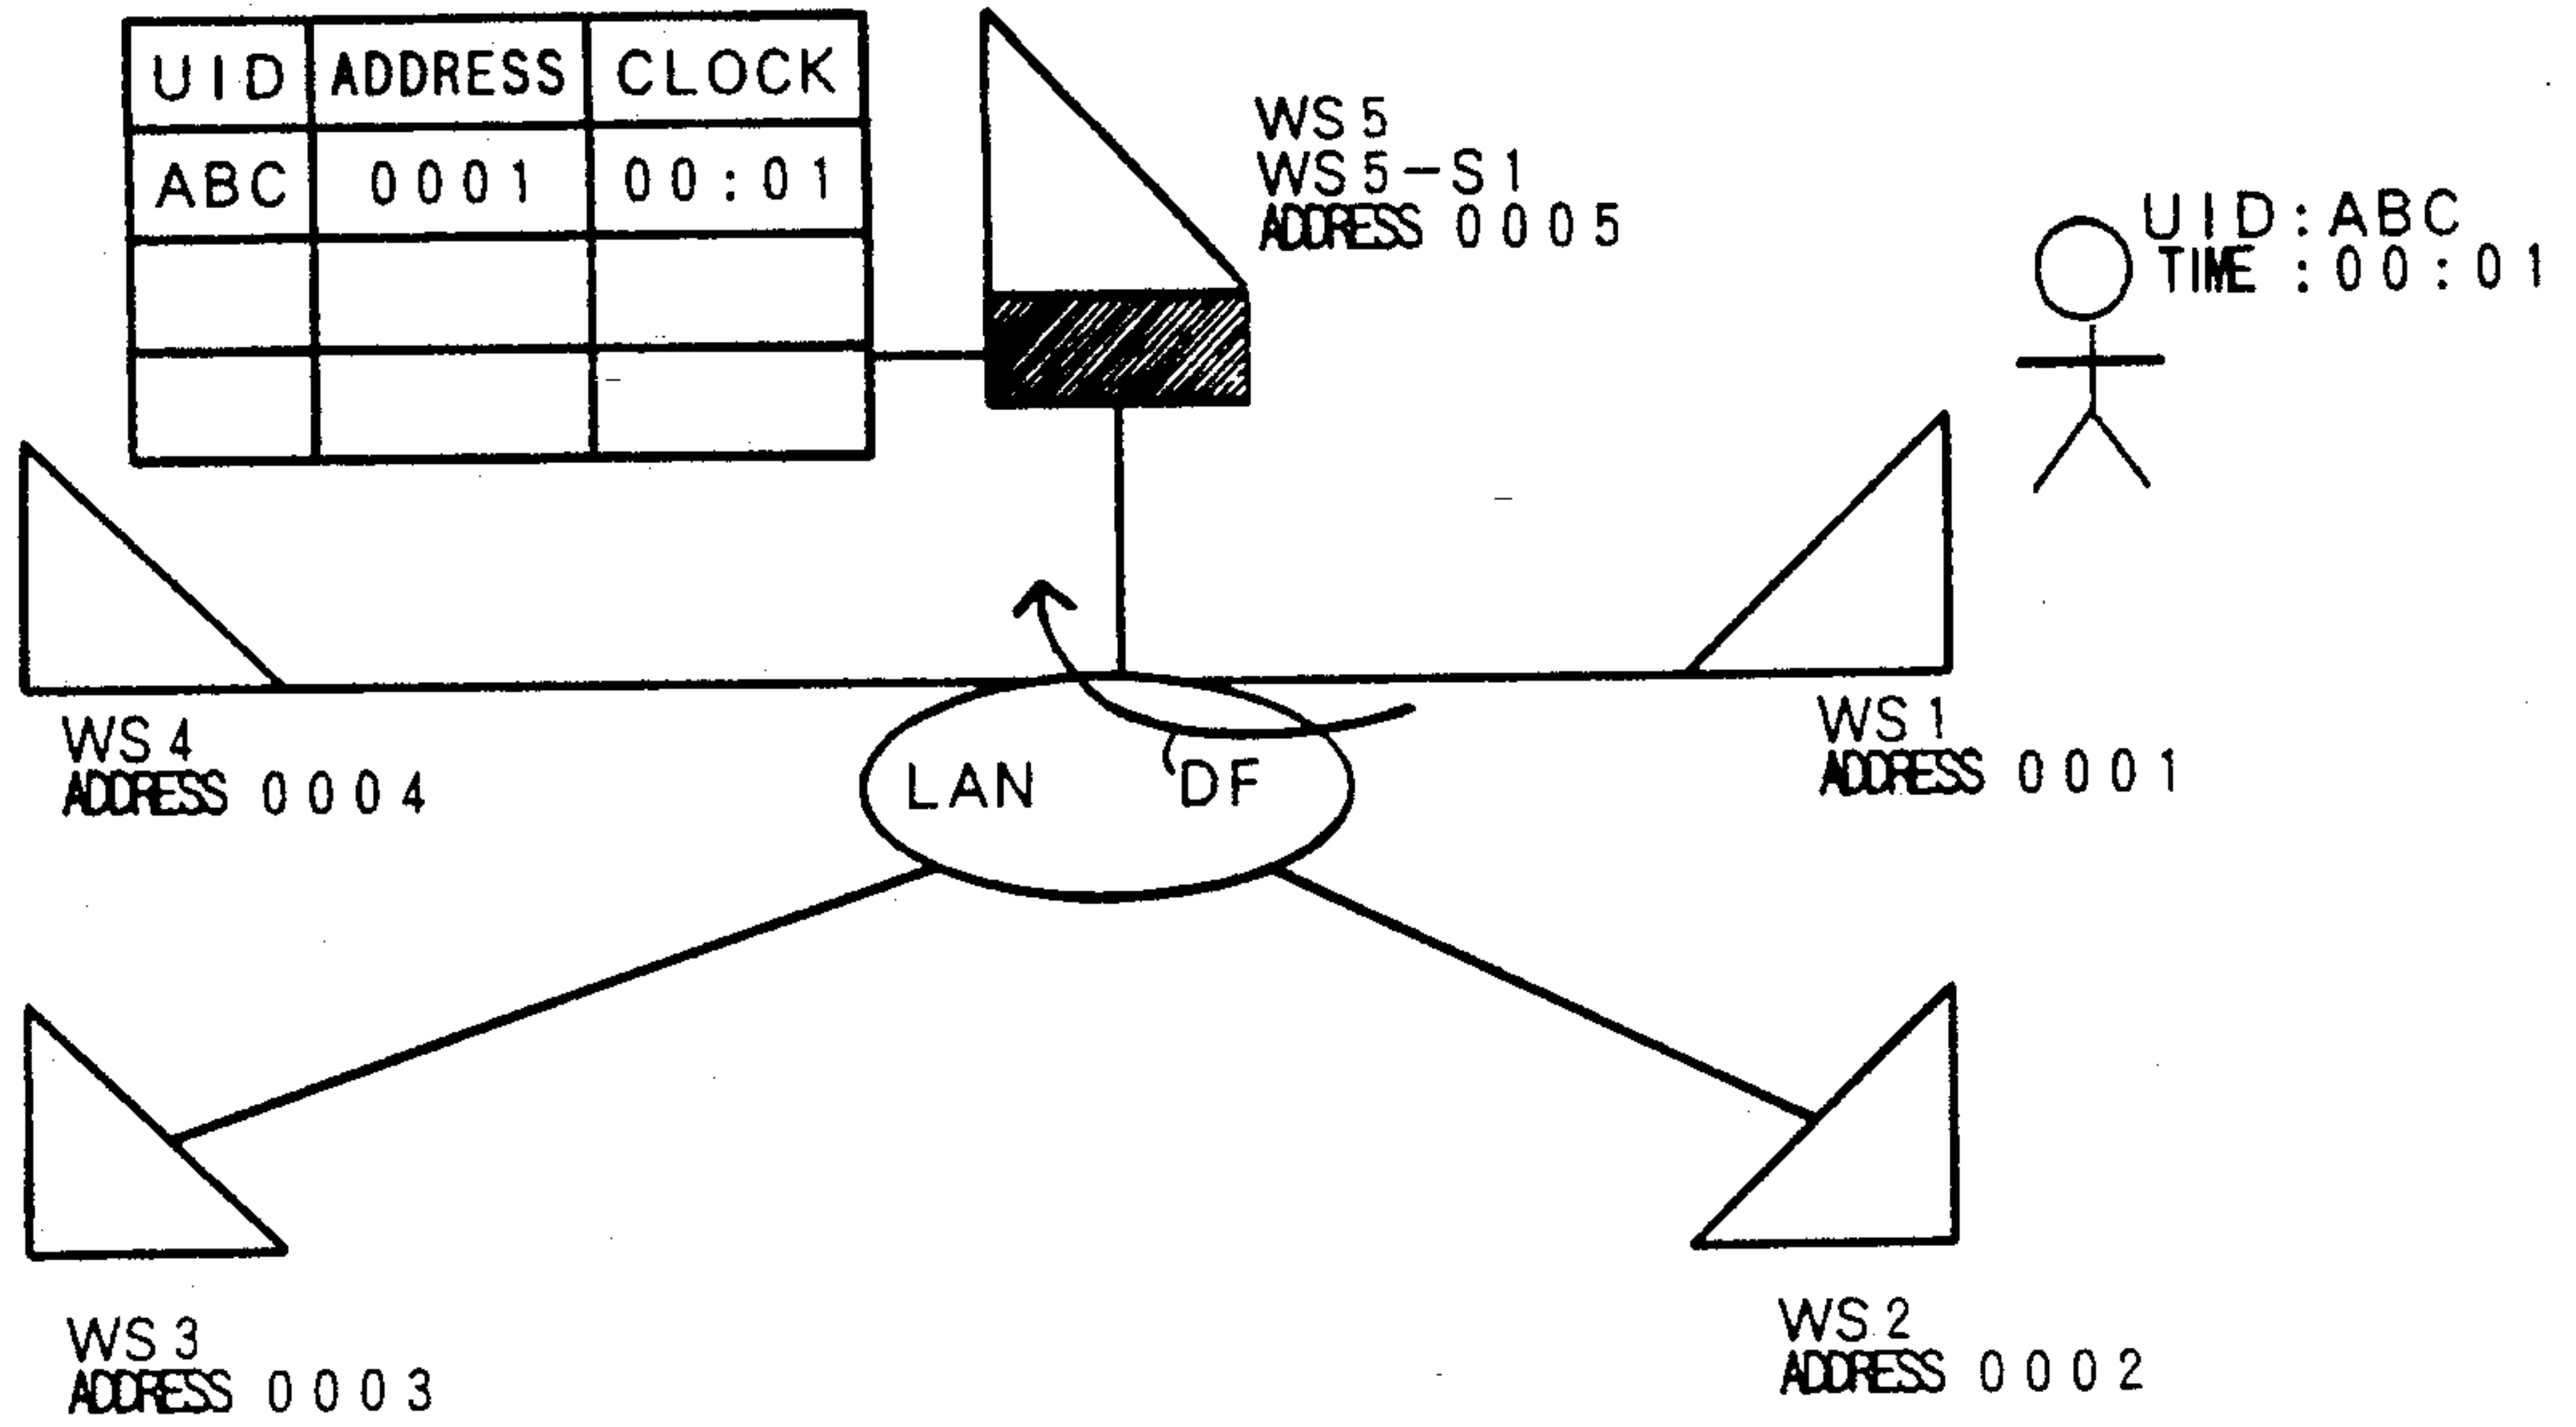 UID ADDRESS CLOCK
ABC 0001 00:01
WS5
WS5-S1
ADDRESS 0005
UID:ABC
TIME :00:01
WS4
ADDRESS 0004
WS1
ADDRESS 0001
LAN DF
WS3
ADDRESS 0003
WS2
ADDRESS 0002